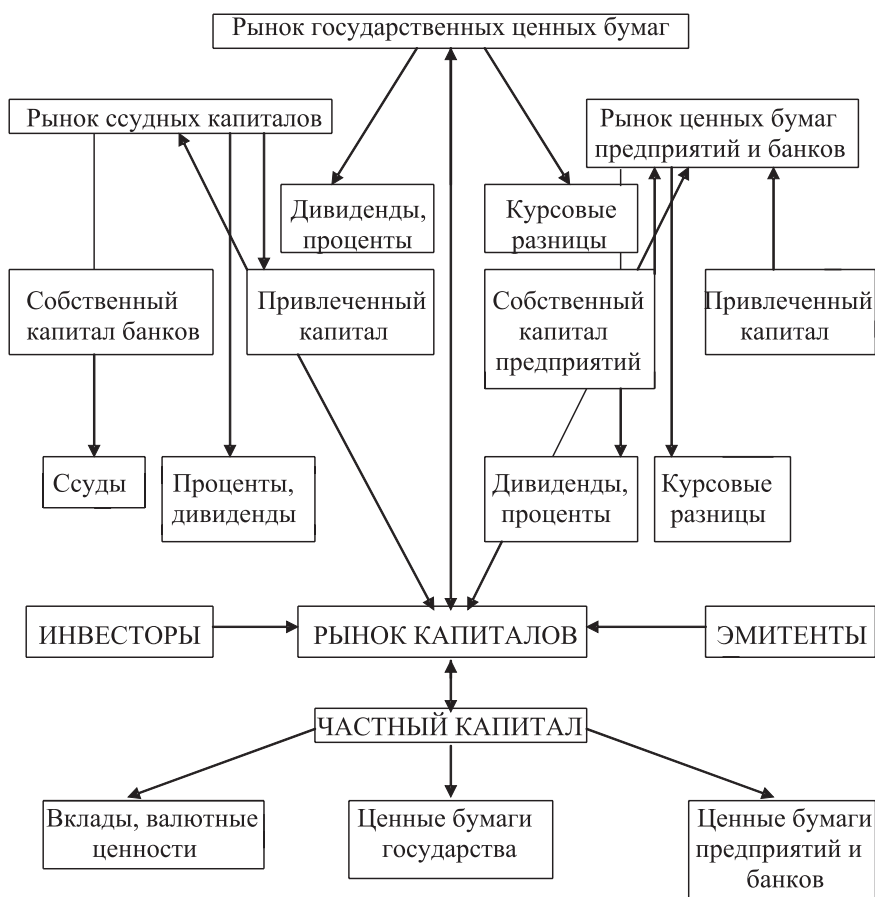 Рынок государственных ценных бумаг
Рынок ссудных капиталов
Рынок ценных бумаг
предприятий и банков
Дивиденды,
проценты
Курсовые
разницы
Собственный
капитал банков
Привлеченный
капитал
Собственный
капитал
предприятий
Привлеченный
капитал
Ссуды
Проценты,
дивиденды
Дивиденды,
проценты
Курсовые
разницы
ИНВЕСТОРЫ
РЫНОК КАПИТАЛОВ
ЭМИТЕНТЫ
ЧАСТНЫЙ КАПИТАЛ
Вклады, валютные
ценности
Ценные бумаги
государства
Ценные бумаги
предприятий и
банков